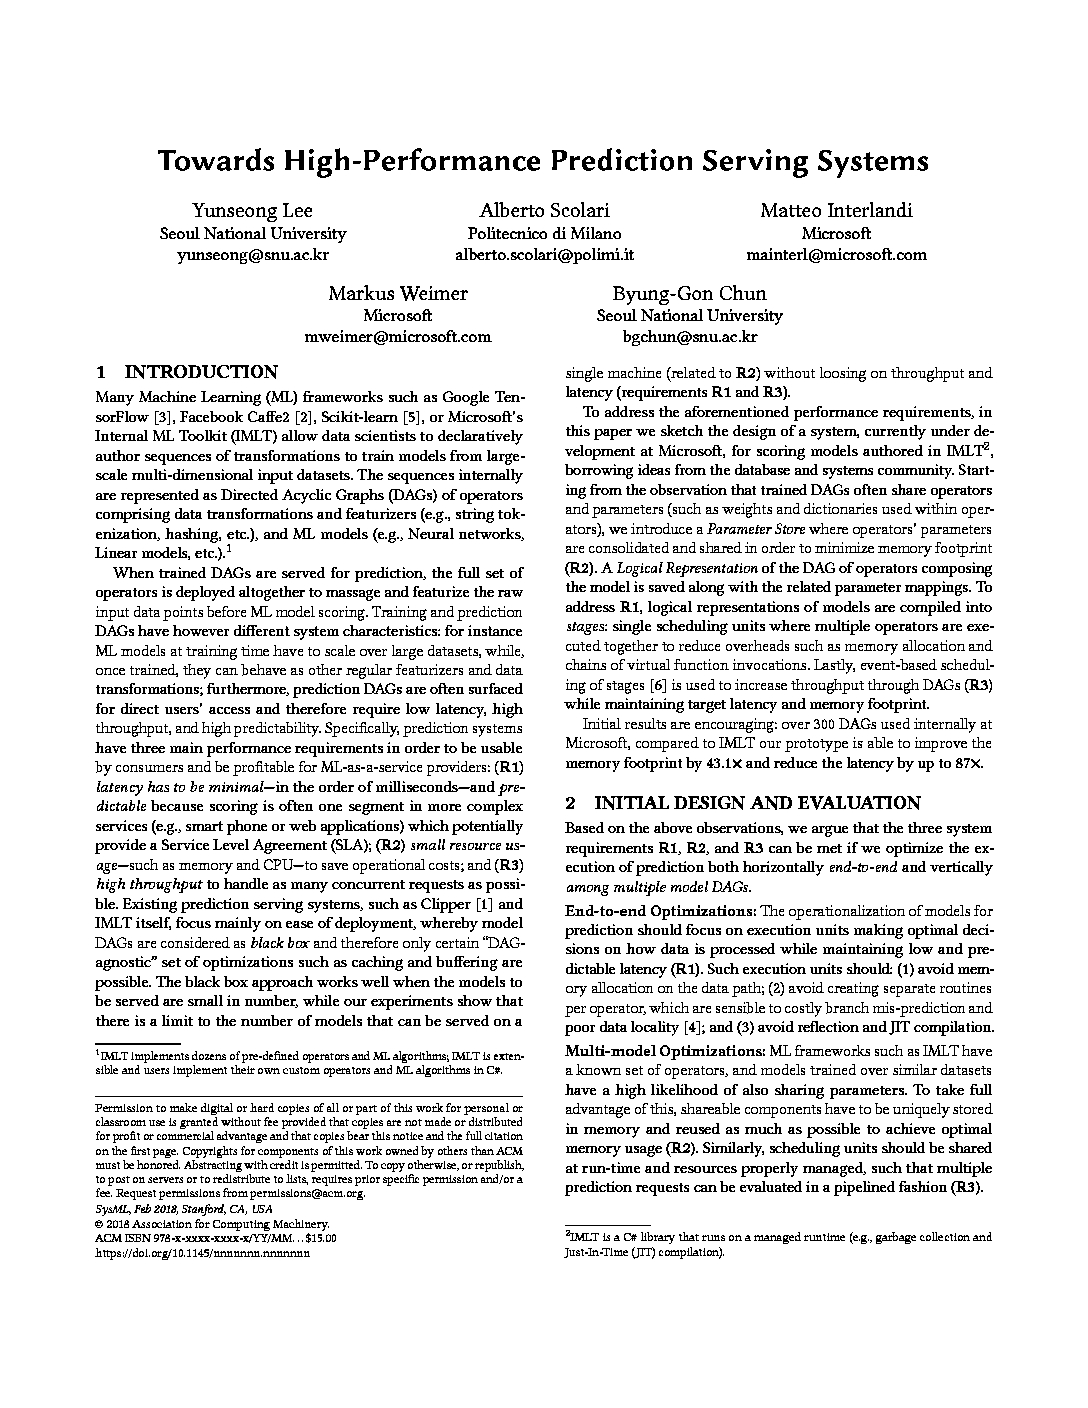 Towards High-Performance Prediction Serving Systems
Yunseong Lee
Seoul National University
yunseong@snu.ac.kr
Alberto Scolari
Politecnico di Milano
alberto.scolari@polimi.it
Matteo Interlandi
Microsoft
mainterl@microsoft.com
Markus Weimer
Microsoft
mweimer@microsoft.com
Byung-Gon Chun
Seoul National University
bgchun@snu.ac.kr
1 INTRODUCTION
Many Machine Learning (ML) frameworks such as Google Ten-
sorFlow [3], Facebook Caffe2 [2], Scikit-learn [5], or Microsoft's
Internal ML Toolkit (IMLT) allow data scientists to declaratively
author sequences of transformations to train models from large-
scale multi-dimensional input datasets. The sequences internally
are represented as Directed Acyclic Graphs (DAGs) of operators
comprising data transformations and featurizers (e.g., string tok-
enization, hashing, etc.), and ML models (e.g., Neural networks,
Linear models, etc.).1
When trained DAGs are served for prediction, the full set of
operators is deployed altogether to massage and featurize the raw
input data points before ML model scoring. Training and prediction
DAGs have however different system characteristics: for instance
ML models at training time have to scale over large datasets, while,
once trained, they can behave as other regular featurizers and data
transformations; furthermore, prediction DAGs are often surfaced
for direct users' access and therefore require low latency, high
throughput, and high predictability. Specifically, prediction systems
have three main performance requirements in order to be usable
by consumers and be profitable for ML-as-a-service providers: (R1)
latency has to be minimal—in the order of milliseconds—and pre-
dictable because scoring is often one segment in more complex
services (e.g., smart phone or web applications) which potentially
provide a Service Level Agreement (SLA); (R2) small resource us-
age—such as memory and CPU—to save operational costs; and (R3)
high throughput to handle as many concurrent requests as possi-
ble. Existing prediction serving systems, such as Clipper [1] and
IMLT itself, focus mainly on ease of deployment, whereby model
DAGs are considered as black box and therefore only certain "DAG-
agnostic" set of optimizations such as caching and buffering are
possible. The black box approach works well when the models to
be served are small in number, while our experiments show that
there is a limit to the number of models that can be served on a
1IMLT implements dozens of pre-defined operators and ML algorithms; IMLT is exten-
sible and users implement their own custom operators and ML algorithms in C#.
Permission to make digital or hard copies of all or part of this work for personal or
classroom use is granted without fee provided that copies are not made or distributed
for profit or commercial advantage and that copies bear this notice and the full citation
on the first page. Copyrights for components of this work owned by others than ACM
must be honored. Abstracting with credit is permitted. To copy otherwise, or republish,
to post on servers or to redistribute to lists, requires prior specific permission and/or a
fee. Request permissions from permissions@acm.org.
SysML, Feb 2018, Stanford, CA, USA
© 2018 Association for Computing Machinery.
ACM ISBN 978-x-xxxx-xxxx-x/YY/MM...$15.00
https://doi.org/10.1145/nnnnnnn.nnnnnnn
single machine (related to R2) without loosing on throughput and
latency (requirements R1 and R3).
To address the aforementioned performance requirements, in
this paper we sketch the design of a system, currently under de-
velopment at Microsoft, for scoring models authored in IMLT2,
borrowing ideas from the database and systems community. Start-
ing from the observation that trained DAGs often share operators
and parameters (such as weights and dictionaries used within oper-
ators), we introduce a Parameter Store where operators' parameters
are consolidated and shared in order to minimize memory footprint
(R2). A Logical Representation of the DAG of operators composing
the model is saved along with the related parameter mappings. To
address R1, logical representations of models are compiled into
stages: single scheduling units where multiple operators are exe-
cuted together to reduce overheads such as memory allocation and
chains of virtual function invocations. Lastly, event-based schedul-
ing of stages [6] is used to increase throughput through DAGs (R3)
while maintaining target latency and memory footprint.
Initial results are encouraging: over 300 DAGs used internally at
Microsoft, compared to IMLT our prototype is able to improve the
memory footprint by 43.1× and reduce the latency by up to 87×.
2 INITIAL DESIGN AND EVALUATION
Based on the above observations, we argue that the three system
requirements R1, R2, and R3 can be met if we optimize the ex-
ecution of prediction both horizontally end-to-end and vertically
among multiple model DAGs.
End-to-end Optimizations: The operationalization of models for
prediction should focus on execution units making optimal deci-
sions on how data is processed while maintaining low and pre-
dictable latency (R1). Such execution units should: (1) avoid mem-
ory allocation on the data path; (2) avoid creating separate routines
per operator, which are sensible to costly branch mis-prediction and
poor data locality [4]; and (3) avoid reflection and JIT compilation.
Multi-model Optimizations: ML frameworks such as IMLT have
a known set of operators, and models trained over similar datasets
have a high likelihood of also sharing parameters. To take full
advantage of this, shareable components have to be uniquely stored
in memory and reused as much as possible to achieve optimal
memory usage (R2). Similarly, scheduling units should be shared
at run-time and resources properly managed, such that multiple
prediction requests can be evaluated in a pipelined fashion (R3).
2IMLT is a C# library that runs on a managed runtime (e.g., garbage collection and
Just-In-Time (JIT) compilation).